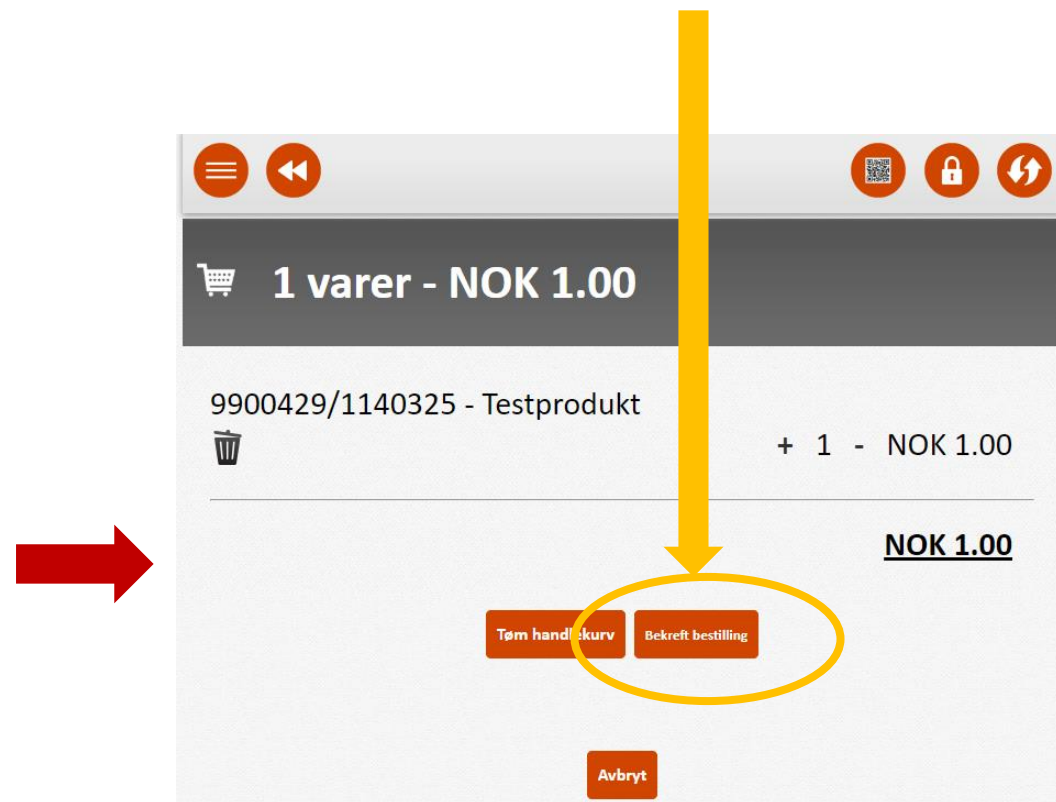 1 varer - NOK 1.00
9900429/1140325 - Testprodukt
+ 1 - NOK 1.00
NOK 1.00
Tøm handlekurv Bekreft bestilling
Avbryt